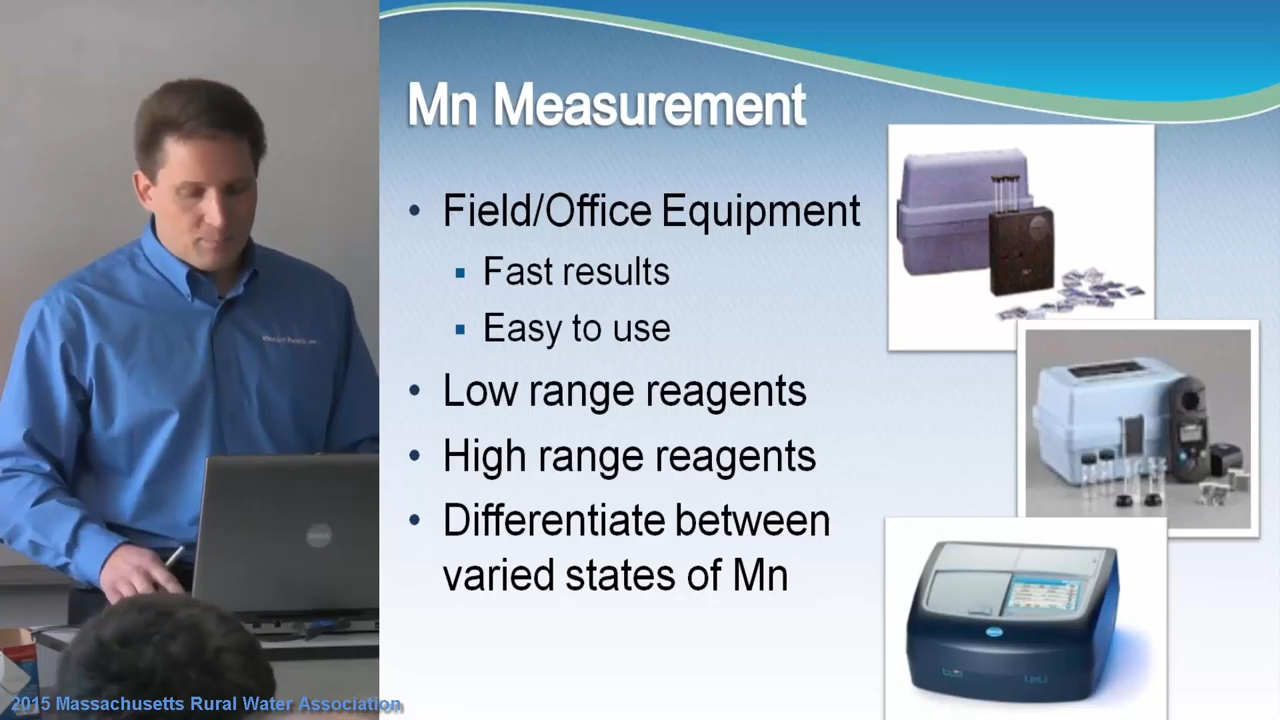 Mn Measurement
• Field/Office Equipment
▪ Fast results
▪ Easy to use
• Low range reagents
• High range reagents
• Differentiate between
varied states of Mn
DELL
2015 Massachusetts Rural Water Association